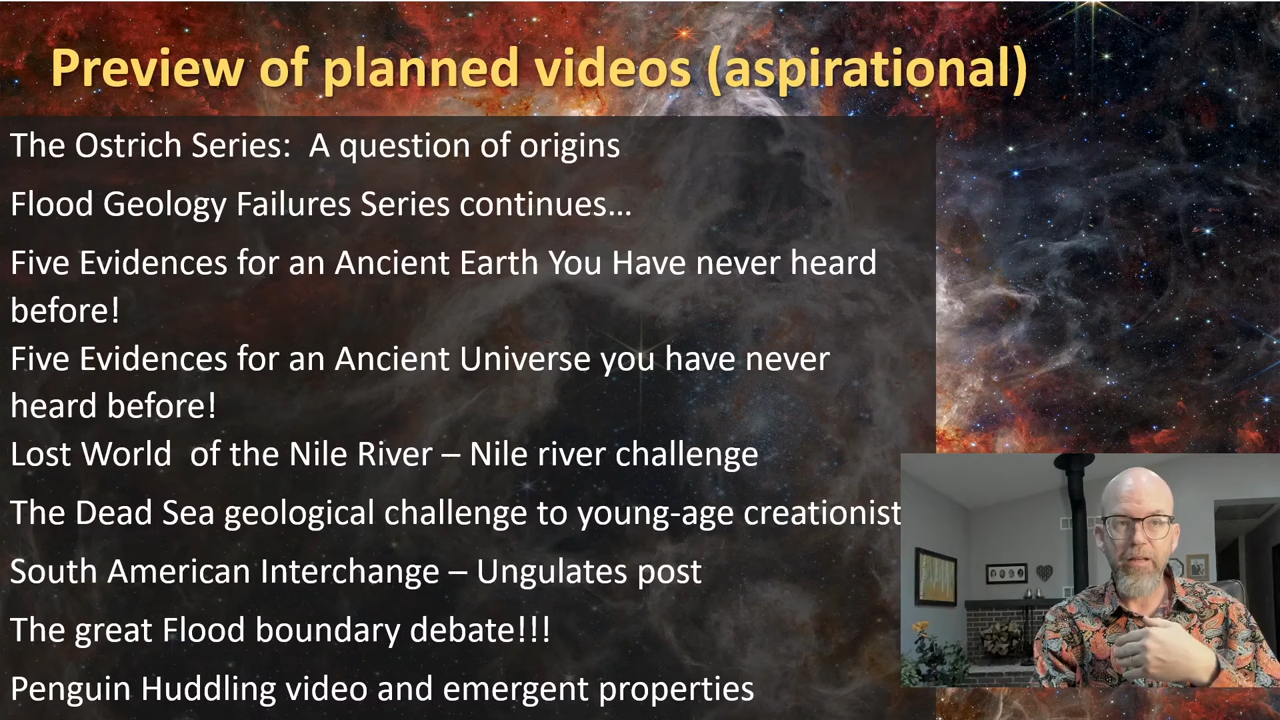 Preview of planned videos (aspirational)
The Ostrich Series:  A question of origins
Flood Geology Failures Series continues…
Five Evidences for an Ancient Earth You Have never heard
before!
Five Evidences for an Ancient Universe you have never
heard before!
Lost World  of the Nile River – Nile river challenge
The Dead Sea geological challenge to young-age creationist
South American Interchange – Ungulates post
The great Flood boundary debate!!!
Penguin Huddling video and emergent properties